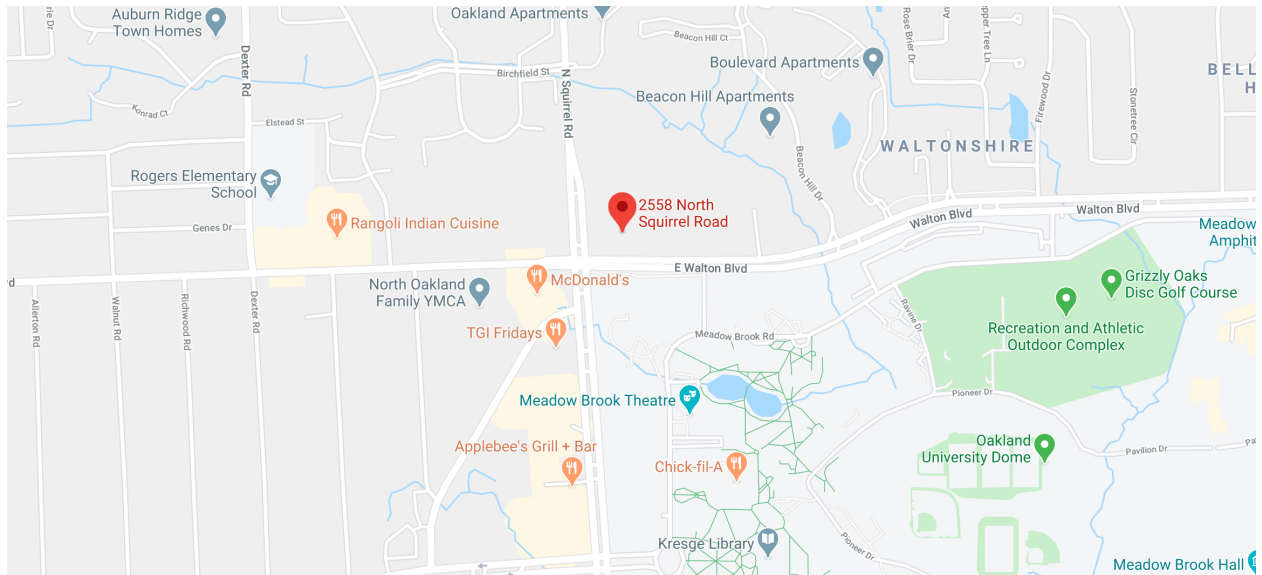 Auburn Ridge
Town Homes
Oakland Apartments
Beacon Hill Ct
Rose Brier Dr
Dexter Rd
N Squirrel Rd
Birchfield St
Boulevard Apartments
Beacon Hill Apartments
Firewood Dr
Stonetree Cir
Konrad Ct
Elstead St
WALTONSHIRE
Beacon Hill Dr
Rogers Elementary
School
Rangoli Indian Cuisine
Genes Dr
2558 North
Squirrel Road
Walton Blvd
Walton Blvd
Meadow
Amphit
E Walton Blvd
North Oakland
Family YMCA
McDonald's
Grizzly Oaks
Disc Golf Course
Allerton Rd
Walnut Rd
Richwood Rd
Dexter Rd
TGI Fridays
Meadow Brook Rd
Ravine Dr
Recreation and Athletic
Outdoor Complex
Meadow Brook Theatre
Pioneer Dr
Applebee's Grill + Bar
Chick-fil-A
Oakland
University Dome
Pavilion Dr
Kresge Library
Pioneer Dr
Meadow Brook Hall